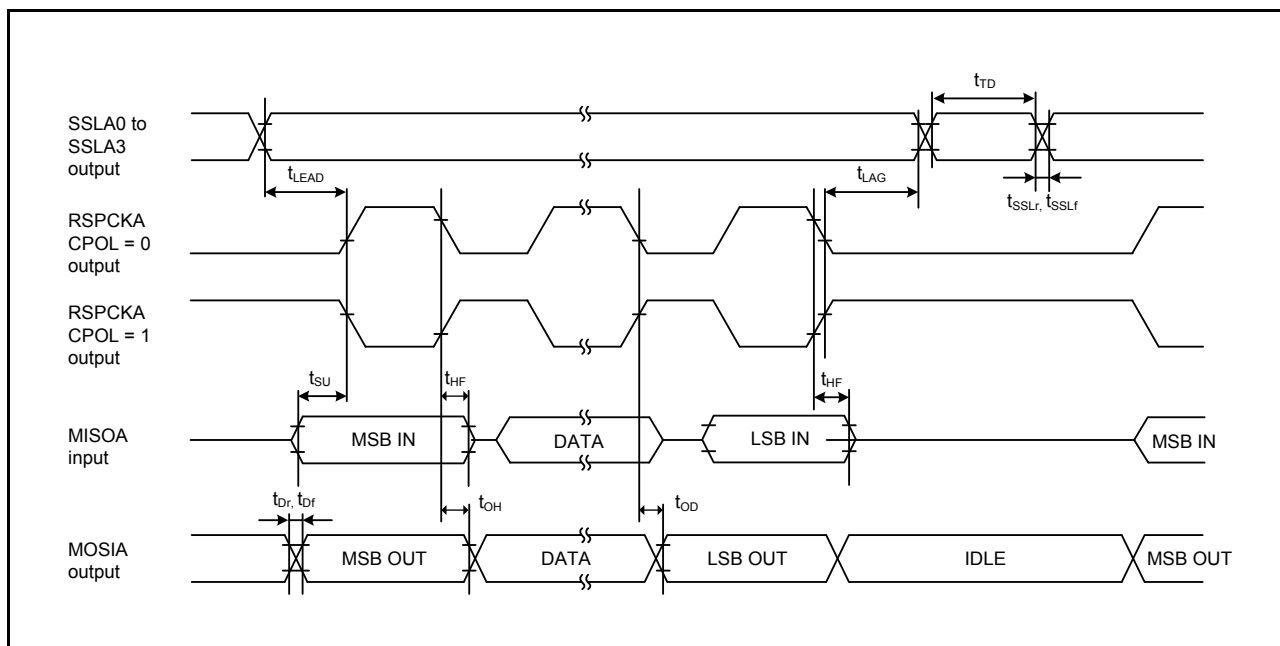 tTD
SSLA0 to
SSLA3
output
tLEAD
tLAG
tSSLr, tSSLf
RSPCKA
CPOL = 0
output
RSPCKA
CPOL = 1
output
tSU
tHF
tHF
MISOA
input
MSB IN
DATA
LSB IN
MSB IN
tDr, tDf
tOH
tOD
MOSIA
output
MSB OUT
DATA
LSB OUT
IDLE
MSB OUT